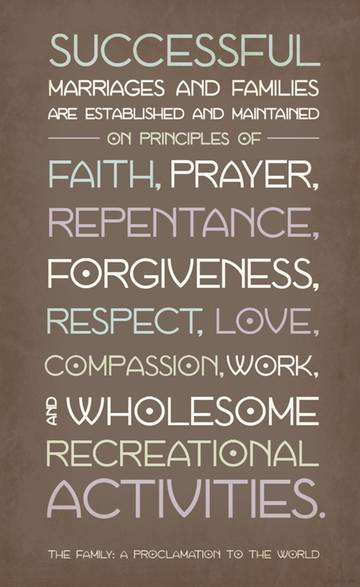 SUCCESSFUL
MARRIAGES AND FAMILIES
ARE ESTABLISHED AND MAINTAINED
ON PRINCIPLES OF
FAITH, PRAYER,
REPENTANCE,
FORGIVENESS,
RESPECT, LOVE,
COMPASSION, WORK,
AND WHOLESOME
RECREATIONAL
ACTIVITIES.
THE FAMILY: A PROCLAMATION TO THE WORLD